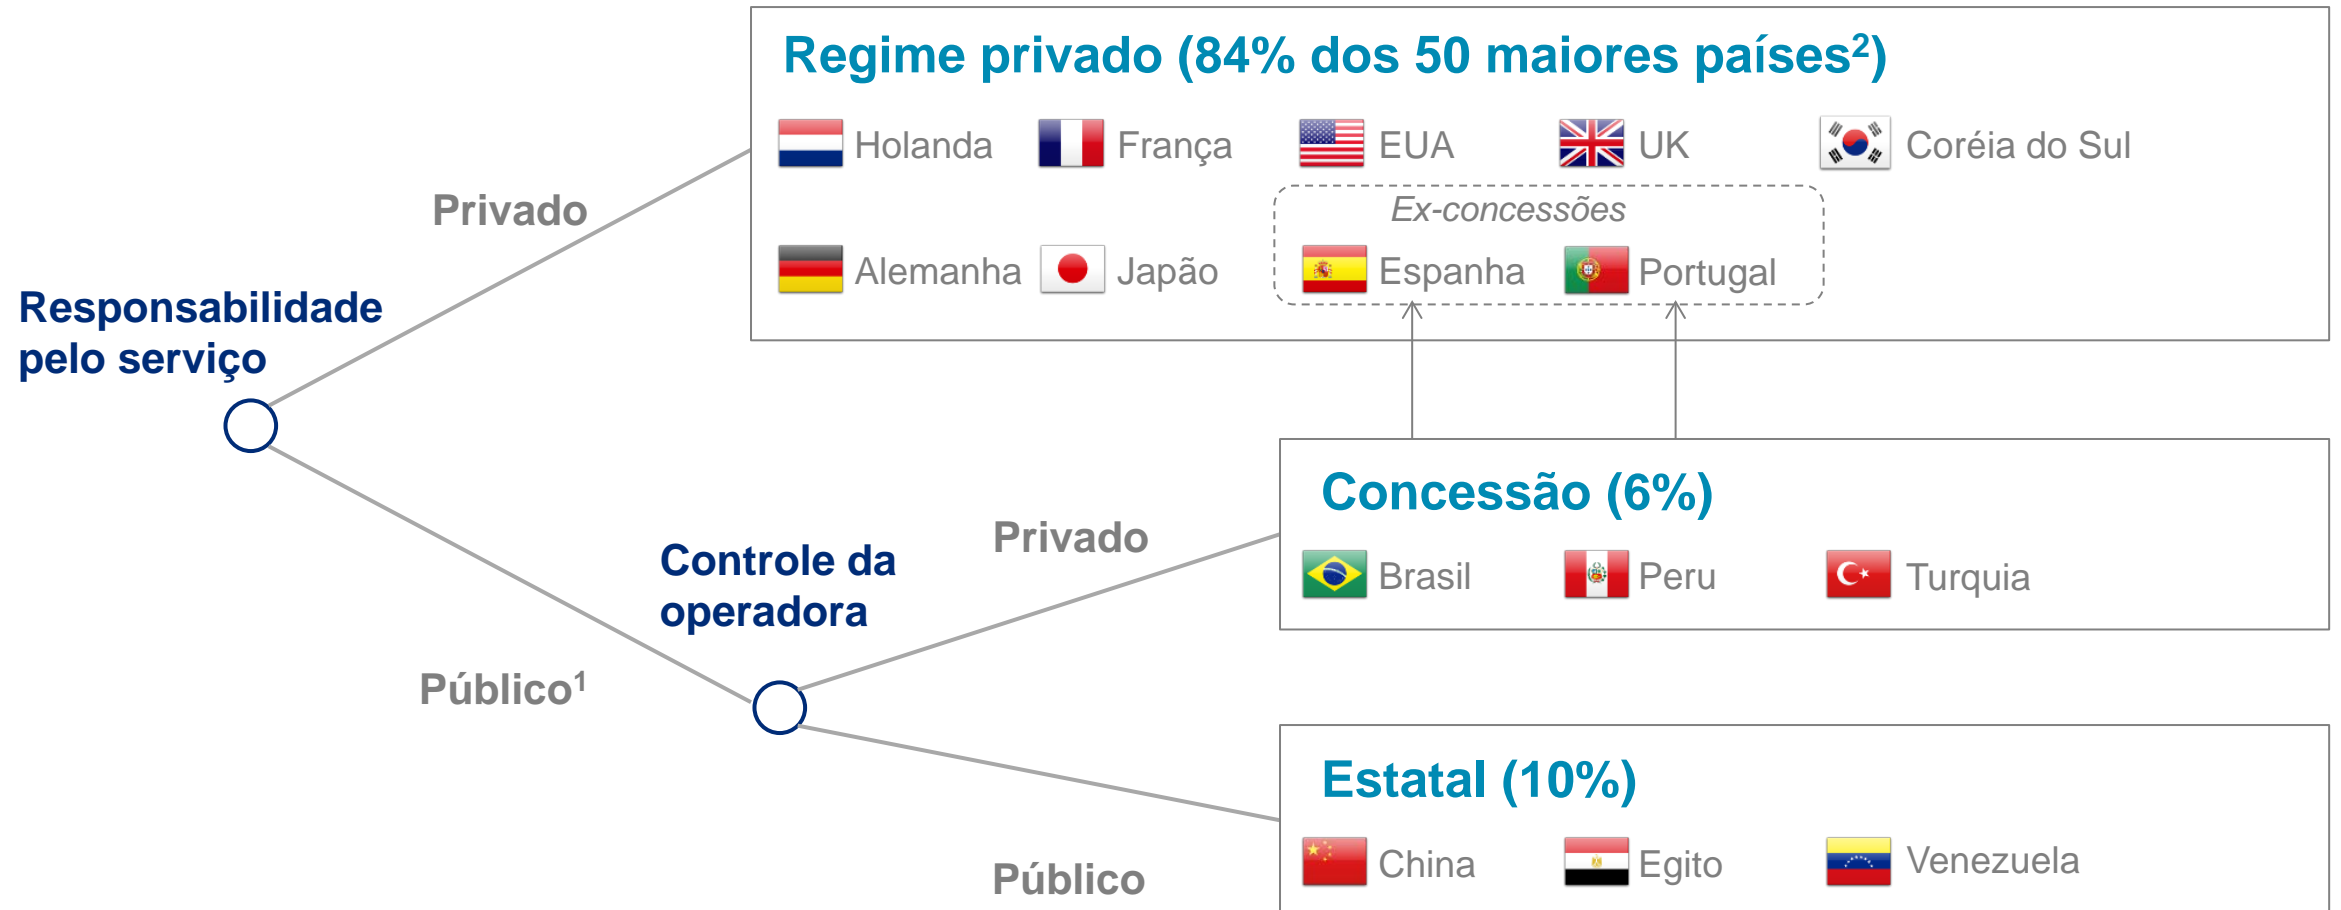 Regime privado (84% dos 50 maiores países²)
Holanda
França
EUA
UK
Coréia do Sul
Privado
Ex-concessões
Alemanha
Japão
Espanha
Portugal
Responsabilidade
pelo serviço
Concessão (6%)
Privado
Controle da
operadora
Brasil
Peru
Turquia
Público¹
Estatal (10%)
Público
China
Egito
Venezuela